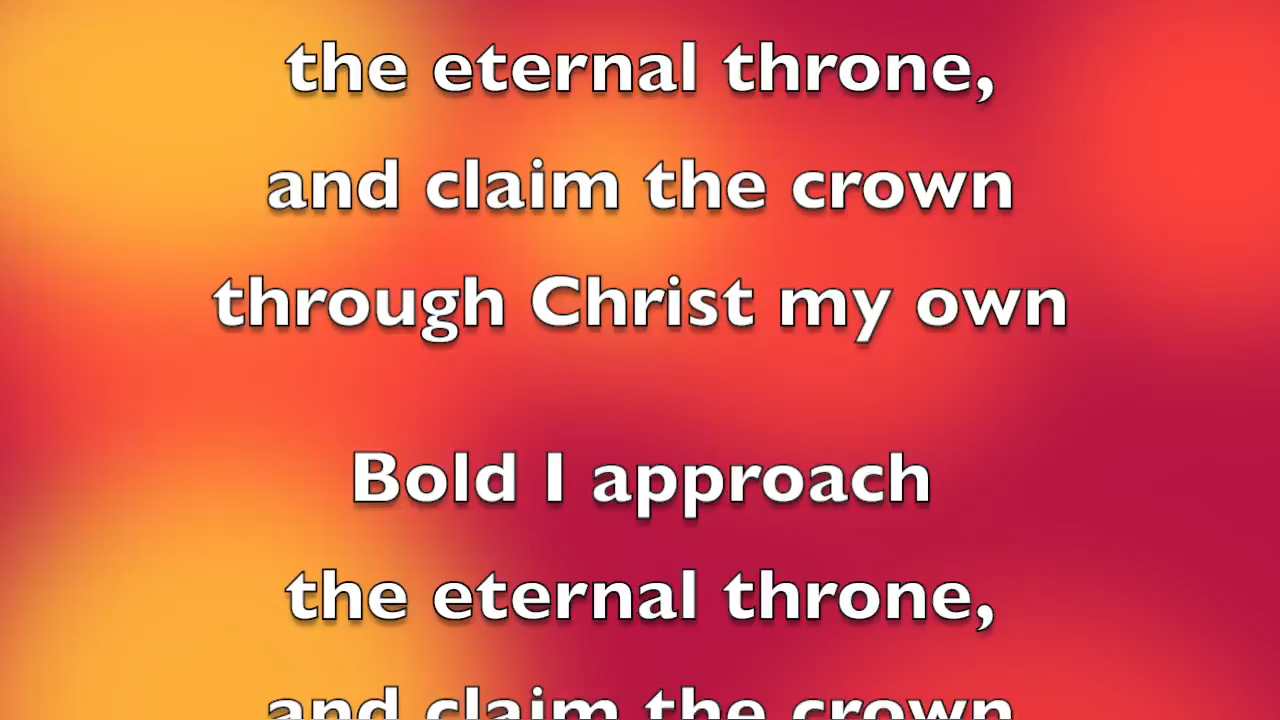 the eternal throne,
and claim the crown
through Christ my own
Bold I approach
the eternal throne,
and claim the crown